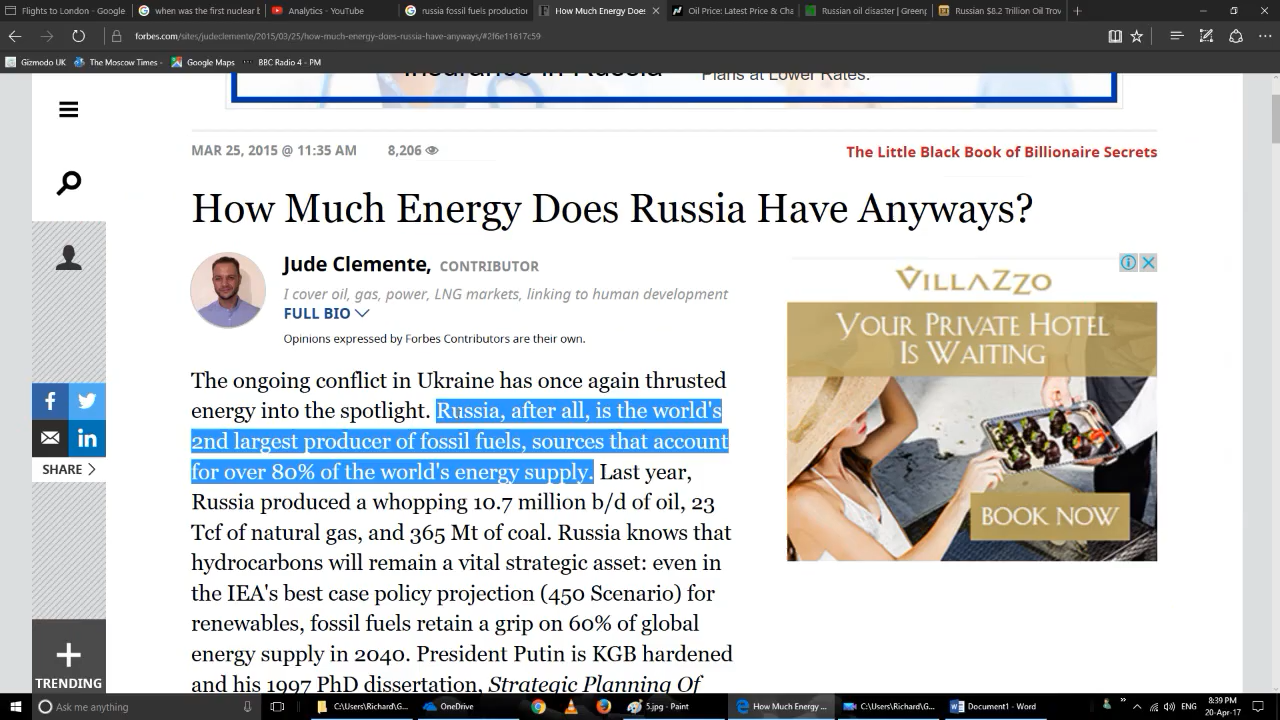 Flights to London - Google
when was the first nuclear b
Analytics - YouTube
russia fossil fuels production
How Much Energy Does
Oil Price: Latest Price & Cha
Russian oil disaster | Greenp
Russian $8.2 Trillion Oil Trov
forbes.com/sites/judeclemente/2015/03/25/how-much-energy-does-russia-have-anyways/#2f6e11617c59
Gizmodo UK
The Moscow Times -
Google Maps
BBC Radio 4 - PM
Insurance in Russia
Plans at Lower Rates.
MAR 25, 2015 @ 11:35 AM
8,206
The Little Black Book of Billionaire Secrets
How Much Energy Does Russia Have Anyways?
Jude Clemente, CONTRIBUTOR
I cover oil, gas, power, LNG markets, linking to human development
FULL BIO
Opinions expressed by Forbes Contributors are their own.
The ongoing conflict in Ukraine has once again thrusted
energy into the spotlight. Russia, after all, is the world's
2nd largest producer of fossil fuels, sources that account
for over 80% of the world's energy supply. Last year,
Russia produced a whopping 10.7 million b/d of oil, 23
Tcf of natural gas, and 365 Mt of coal. Russia knows that
hydrocarbons will remain a vital strategic asset: even in
the IEA's best case policy projection (450 Scenario) for
renewables, fossil fuels retain a grip on 60% of global
energy supply in 2040. President Putin is KGB hardened
and his 1997 PhD dissertation, Strategic Planning Of
VILLAZZO
YOUR PRIVATE HOTEL
IS WAITING
BOOK NOW
SHARE
TRENDING
Ask me anything
C:\Users\Richard\G...
OneDrive
5.jpg - Paint
How Much Energy ...
C:\Users\Richard\G...
Document1 - Word
ENG
8:39 PM
20-Apr-17